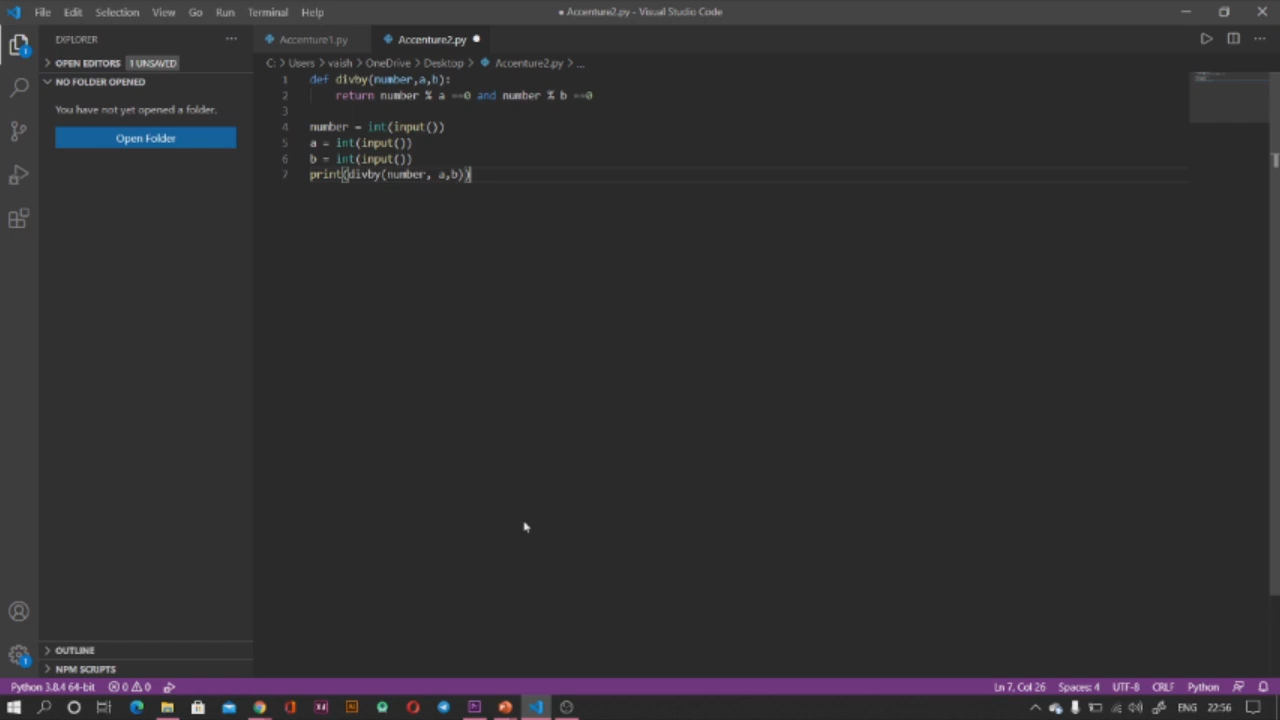 File Edit Selection View Go Run Terminal Help
● Accenture2.py - Visual Studio Code
EXPLORER
Accenture1.py
Accenture2.py
OPEN EDITORS 1 UNSAVED
NO FOLDER OPENED
You have not yet opened a folder.
Open Folder
C: > Users > vaish > OneDrive > Desktop > Accenture2.py > ...
1 def divby(number,a,b):
2 return number % a ==0 and number % b ==0
3
4 number = int(input())
5 a = int(input())
6 b = int(input())
7 print(divby(number, a,b))
OUTLINE
NPM SCRIPTS
Python 3.8.4 64-bit 0 0
Ln 7, Col 26 Spaces: 4 UTF-8 CRLF Python
ENG 22:56